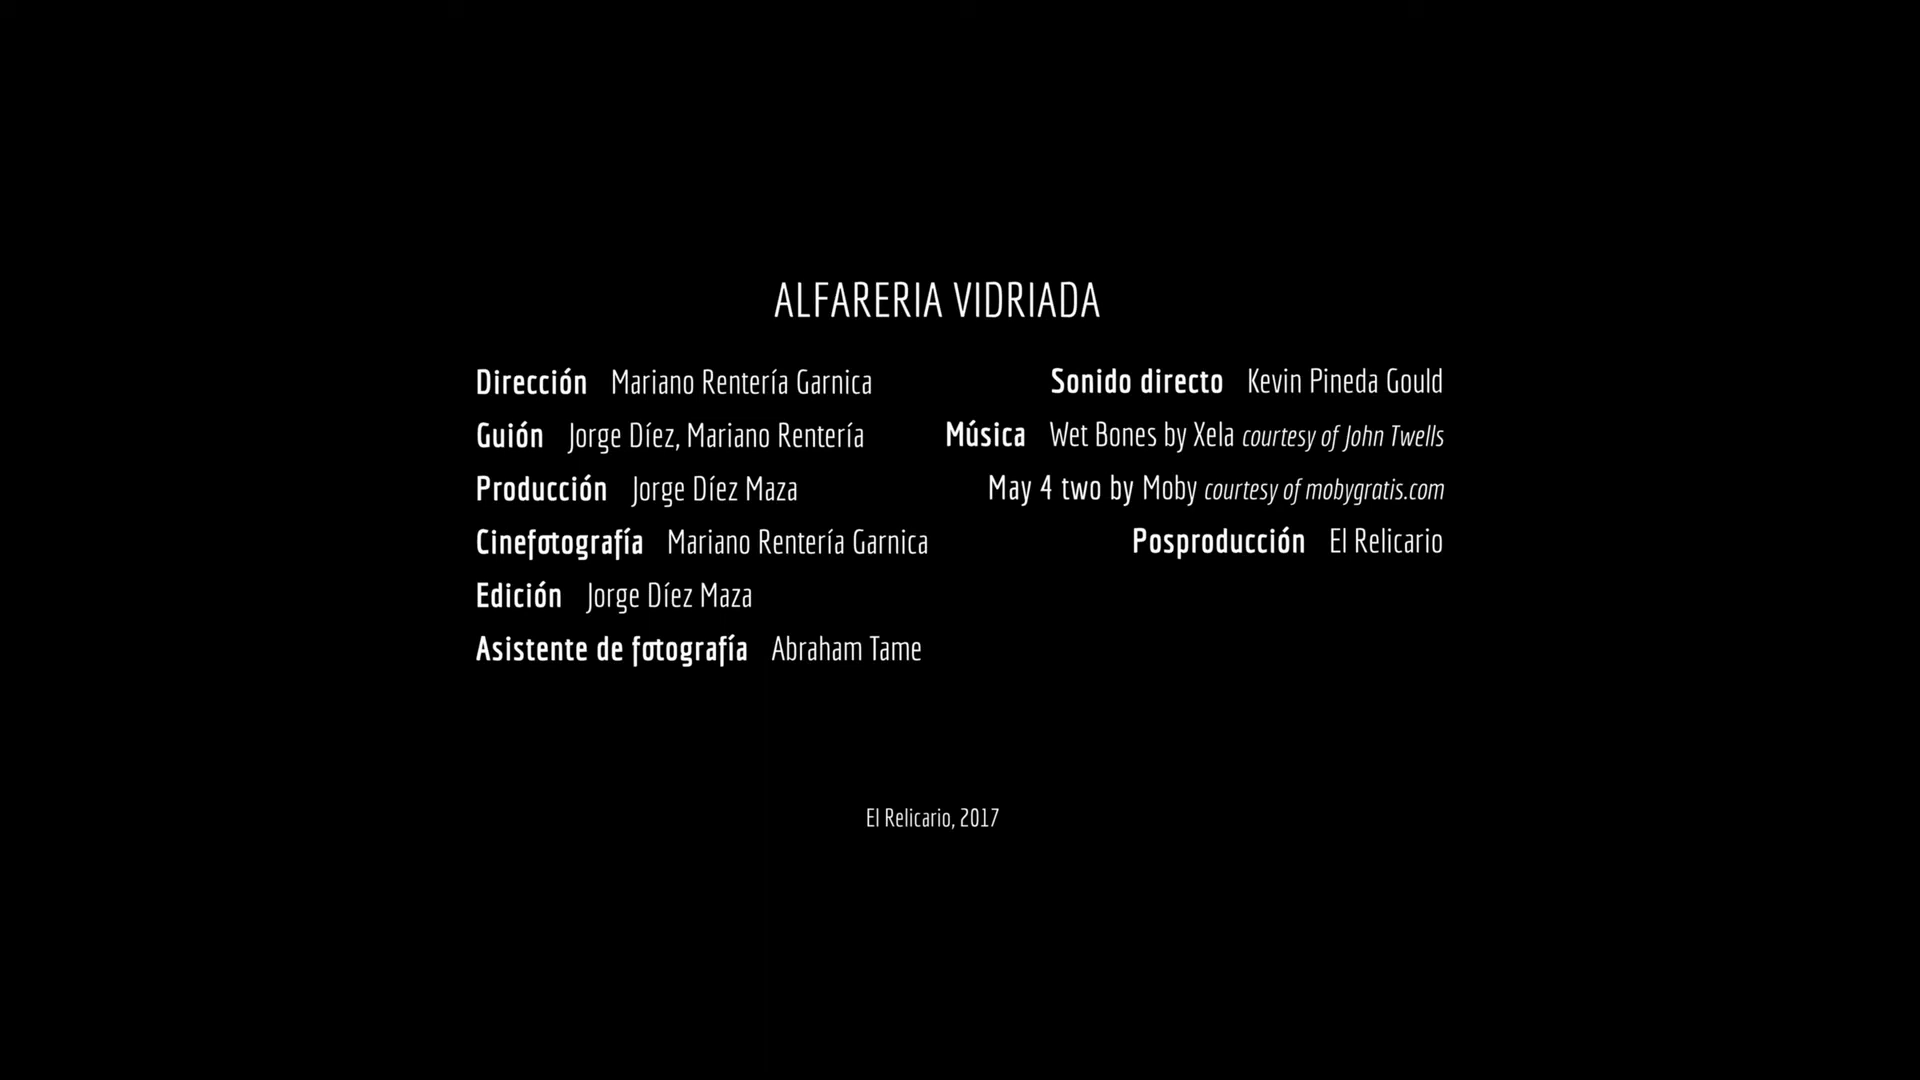 ALFARERIA VIDRIADA
Dirección Mariano Rentería Garnica
Guión Jorge Díez, Mariano Rentería
Producción Jorge Díez Maza
Cinefotografía Mariano Rentería Garnica
Edición Jorge Díez Maza
Asistente de fotografía Abraham Tame
Sonido directo Kevin Pineda Gould
Música Wet Bones by Xela courtesy of John Twells
May 4 two by Moby courtesy of mobygratis.com
Posproducción El Relicario
El Relicario, 2017